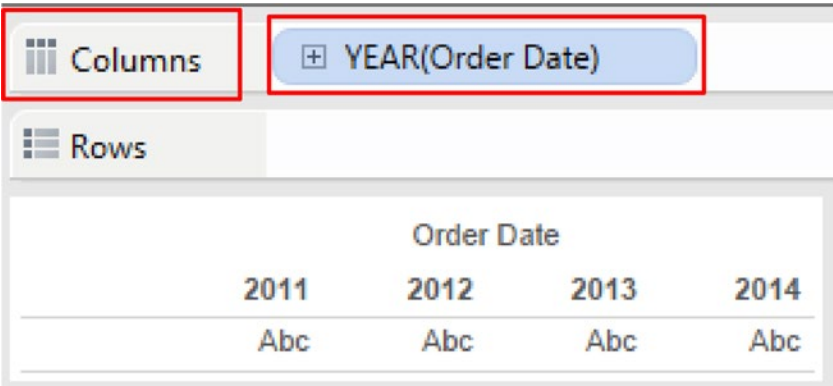 Columns YEAR(Order Date)
Rows
Order Date
2011 2012 2013 2014
Abc Abc Abc Abc